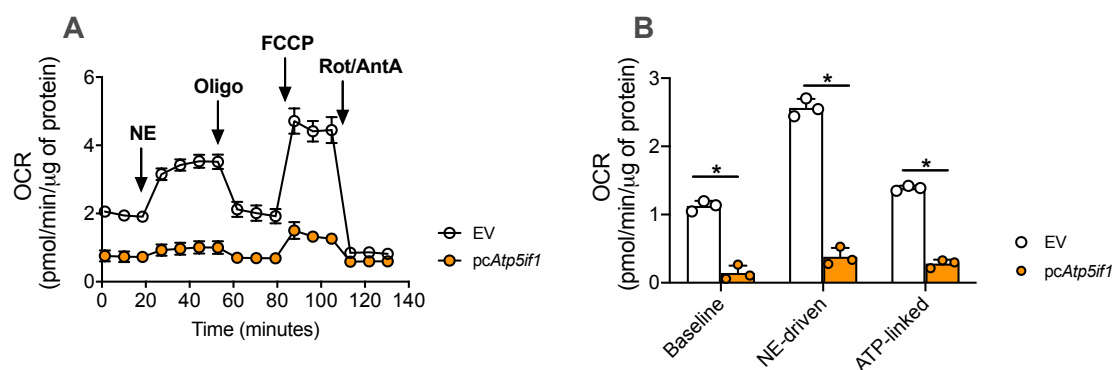 A
FCCP
Rot/AntA
Oligo
NE
OCR
(pmol/min/μg of protein)
6
4
2
0
0
20
40
60
80
100
120
140
Time (minutes)
EV
pcAtp5if1
B
OCR
(pmol/min/μg of protein)
3
2
1
0
*
*
*
Baseline
NE-driven
ATP-linked
EV
pcAtp5if1